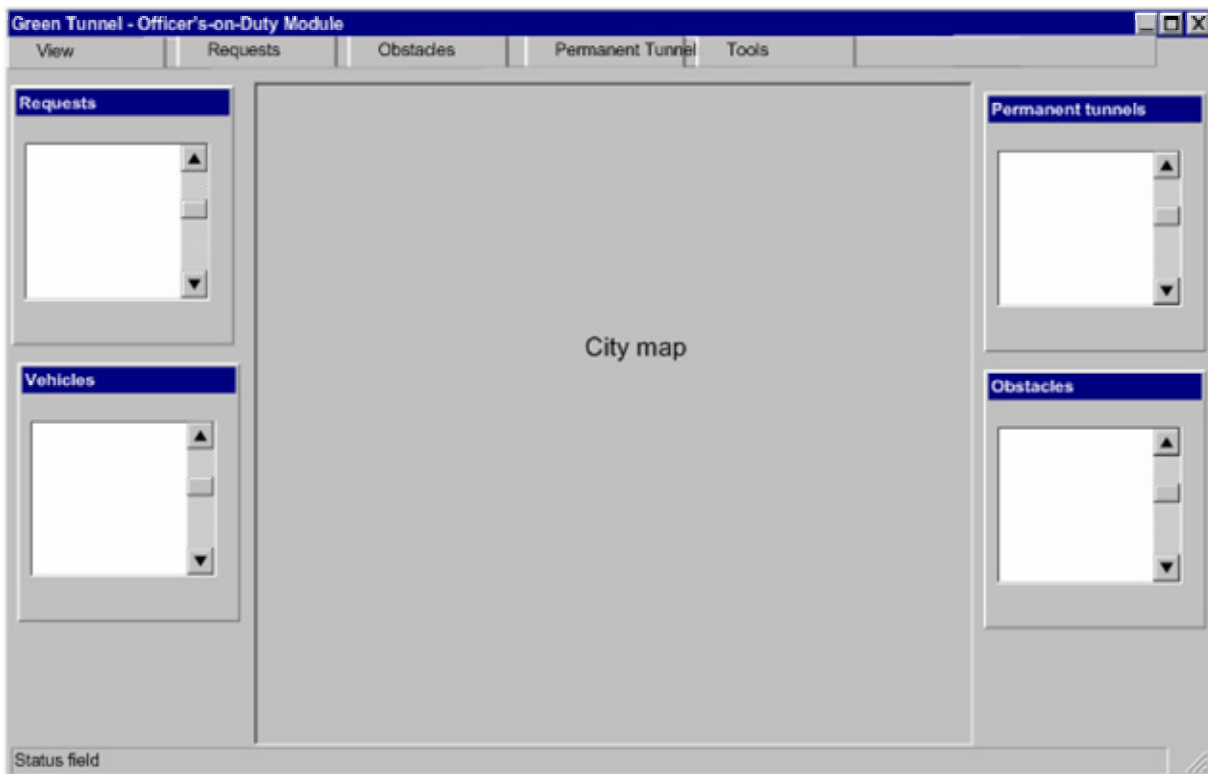 Green Tunnel - Officer's-on-Duty Module
View Requests Obstacles Permanent Tunnel Tools
Requests
Vehicles
City map
Permanent tunnels
Obstacles
Status field